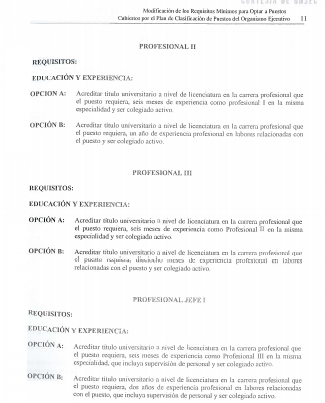 Modificación de los Requisitos Mínimos para Optar a Puestos
Cubiertos por el Plan de Clasificación de Puestos del Organismo Ejecutivo 11
PROFESIONAL II
REQUISITOS:
EDUCACIÓN Y EXPERIENCIA:
OPCION A: Acreditar título universitario a nivel de licenciatura en la carrera profesional que
el puesto requiera, seis meses de experiencia como profesional I en la misma
especialidad y ser colegiado activo.
OPCIÓN B: Acreditar título universitario a nivel de licenciatura en la carrera profesional que
el puesto requiera, un año de experiencia profesional en labores relacionadas con
el puesto y ser colegiado activo.
PROFESIONAL III
REQUISITOS:
EDUCACIÓN Y EXPERIENCIA:
OPCIÓN A: Acreditar título universitario a nivel de licenciatura en la carrera profesional que
el puesto requiera, seis meses de experiencia como Profesional II en la misma
especialidad y ser colegiado activo.
OPCIÓN B: Acreditar título universitario a nivel de licenciatura en la carrera profesional que
el puesto requiera, dieciocho meses de experiencia profesional en labores
relacionadas con el puesto y ser colegiado activo.
PROFESIONAL JEFE I
REQUISITOS:
EDUCACIÓN Y EXPERIENCIA:
OPCIÓN A: Acreditar título universitario a nivel de licenciatura en la carrera profesional que
el puesto requiera, seis meses de experiencia como Profesional III en la misma
especialidad, que incluya supervisión de personal y ser colegiado activo.
OPCIÓN B: Acreditar título universitario a nivel de licenciatura en la carrera profesional que
el puesto requiera, dos años de experiencia profesional en labores relacionadas
con el puesto, que incluya supervisión de personal y ser colegiado activo.